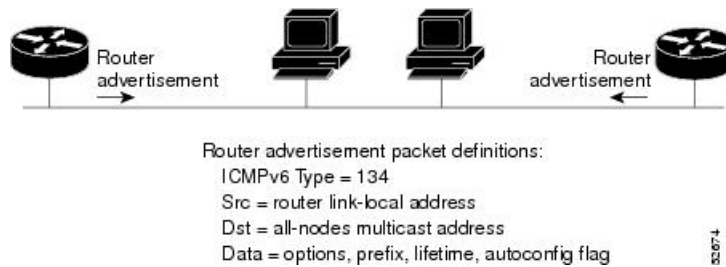 Router
advertisement
Router
advertisement
Router advertisement packet definitions:
ICMPv6 Type = 134
Src = router link-local address
Dst = all-nodes multicast address
Data = options, prefix, lifetime, autoconfig flag